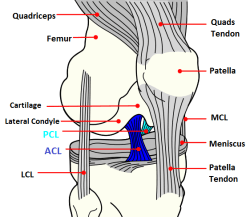 Quadriceps
Femur
Cartilage
Lateral Condyle
PCL
ACL
LCL
Quads
Tendon
Patella
MCL
Meniscus
Patella
Tendon